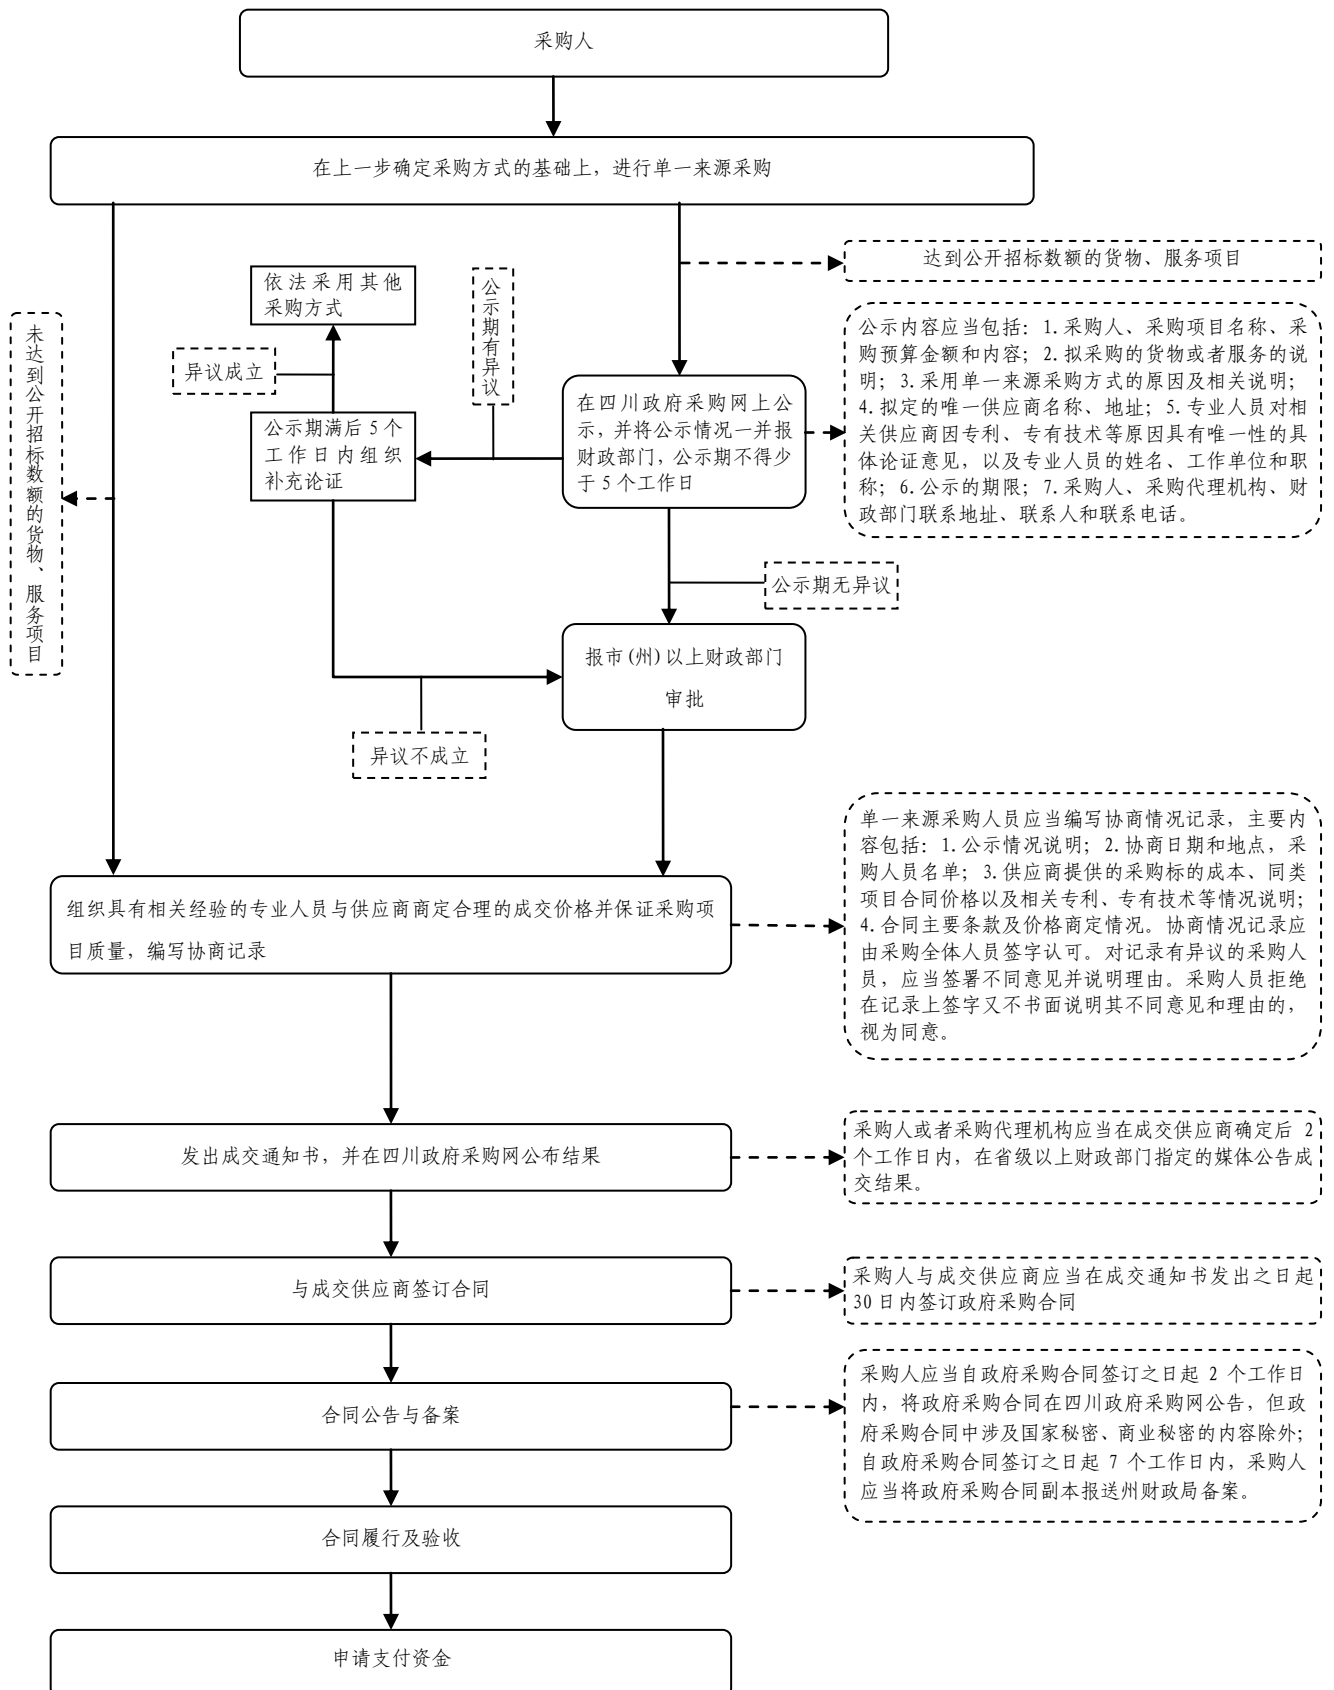 采购人
在上一步确定采购方式的基础上，进行单一来源采购
达到公开招标数额的货物、服务项目
依法采用其他
采购方式
公示期有异议
未达到公开招标数额的货物、服务项目
异议成立
公示内容应当包括：1.采购人、采购项目名称、采
购预算金额和内容；2.拟采购的货物或者服务的说
明；3.采用单一来源采购方式的原因及相关说明；
4.拟定的唯一供应商名称、地址；5.专业人员对相
关供应商因专利、专有技术等原因具有唯一性的具
体论证意见，以及专业人员的姓名、工作单位和职
称；6.公示的期限；7.采购人、采购代理机构、财
政部门联系地址、联系人和联系电话。
公示期满后 5 个
工作日内组织
补充论证
在四川政府采购网上公
示，并将公示情况一并报
财政部门，公示期不得少
于 5 个工作日
公示期无异议
报市(州)以上财政部门
审批
异议不成立
单一来源采购人员应当编写协商情况记录，主要内
容包括：1.公示情况说明；2.协商日期和地点，采
购人员名单；3.供应商提供的采购标的成本、同类
项目合同价格以及相关专利、专有技术等情况说明；
4.合同主要条款及价格商定情况。协商情况记录应
由采购全体人员签字认可。对记录有异议的采购人
员，应当签署不同意见并说明理由。采购人员拒绝
在记录上签字又不书面说明其不同意见和理由的，
视为同意。
组织具有相关经验的专业人员与供应商商定合理的成交价格并保证采购项
目质量，编写协商记录
发出成交通知书，并在四川政府采购网公布结果
采购人或者采购代理机构应当在成交供应商确定后 2
个工作日内，在省级以上财政部门指定的媒体公告成
交结果。
与成交供应商签订合同
采购人与成交供应商应当在成交通知书发出之日起
30 日内签订政府采购合同
合同公告与备案
采购人应当自政府采购合同签订之日起 2 个工作日
内，将政府采购合同在四川政府采购网公告，但政
府采购合同中涉及国家秘密、商业秘密的内容除外；
自政府采购合同签订之日起 7 个工作日内，采购人
应当将政府采购合同副本报送州财政局备案。
合同履行及验收
申请支付资金